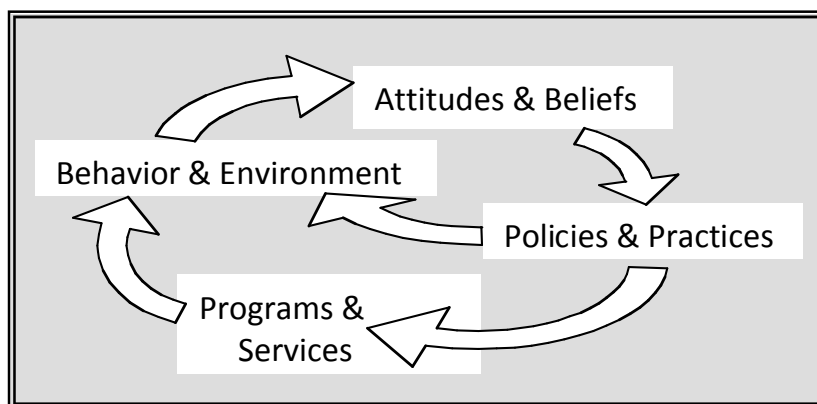 Attitudes & Beliefs
Behavior & Environment
Policies & Practices
Programs &
Services